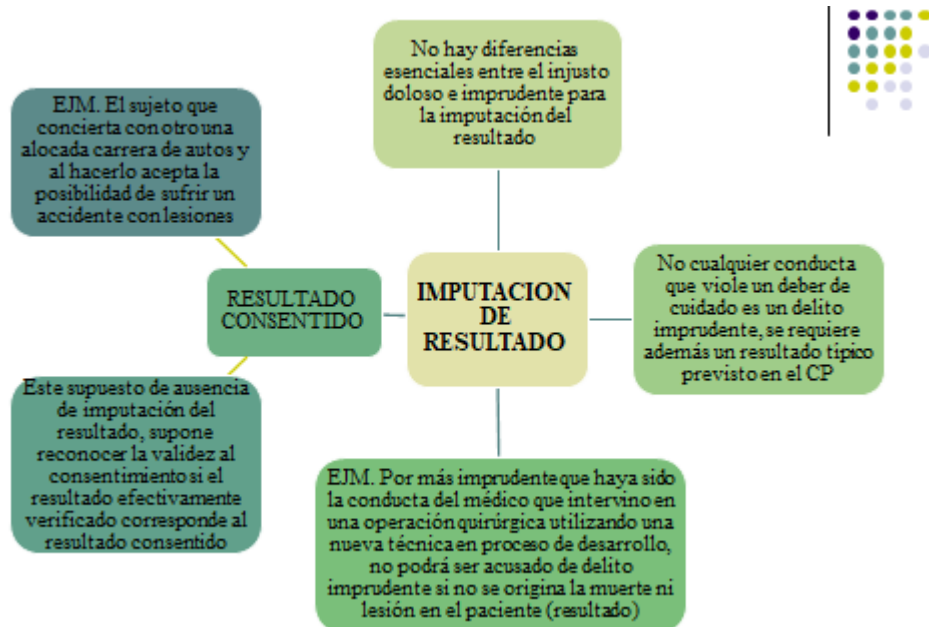 No hay diferencias
esenciales entre el injusto
doloso e imprudente para
la imputación del
resultado
EJM. El sujeto que
concierta con otro una
alocada carrera de autos y
al hacerlo acepta la
posibilidad de sufrir un
accidente con lesiones
RESULTADO
CONSENTIDO
IMPUTACION
DE
RESULTADO
No cualquier conducta
que viole un deber de
cuidado es un delito
imprudente, se requiere
además un resultado típico
previsto en el CP
Este supuesto de ausencia
de imputación del
resultado, supone
reconocer la validez al
consentimiento si el
resultado efectivamente
verificado corresponde al
resultado consentido
EJM. Por más imprudente que haya sido
la conducta del médico que intervino en
una operación quirúrgica utilizando una
nueva técnica en proceso de desarrollo,
no podrá ser acusado de delito
imprudente si no se origina la muerte ni
lesión en el paciente (resultado)